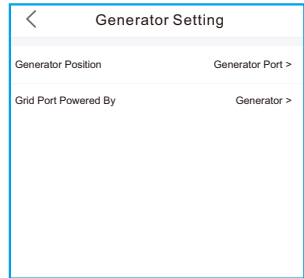 Generator Setting
Generator Position Generator Port >
Grid Port Powered By Generator >